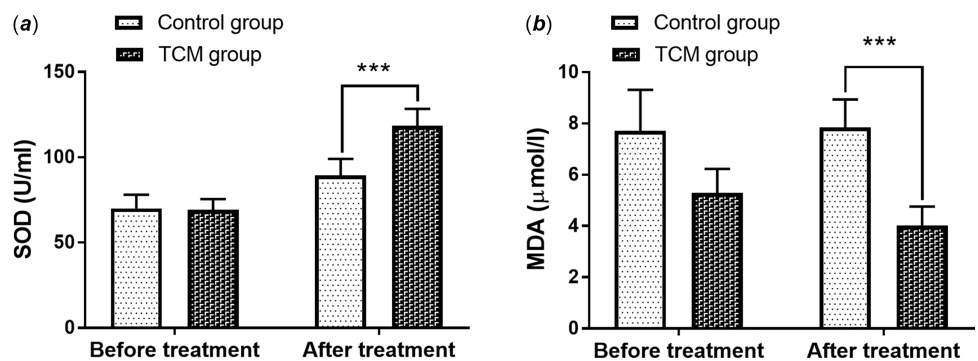 (a)
Control group
TCM group
SOD (U/ml)
150
100
50
0
***
Before treatment
After treatment
(b)
Control group
TCM group
MDA (μmol/l)
10
8
6
4
2
0
***
Before treatment
After treatment